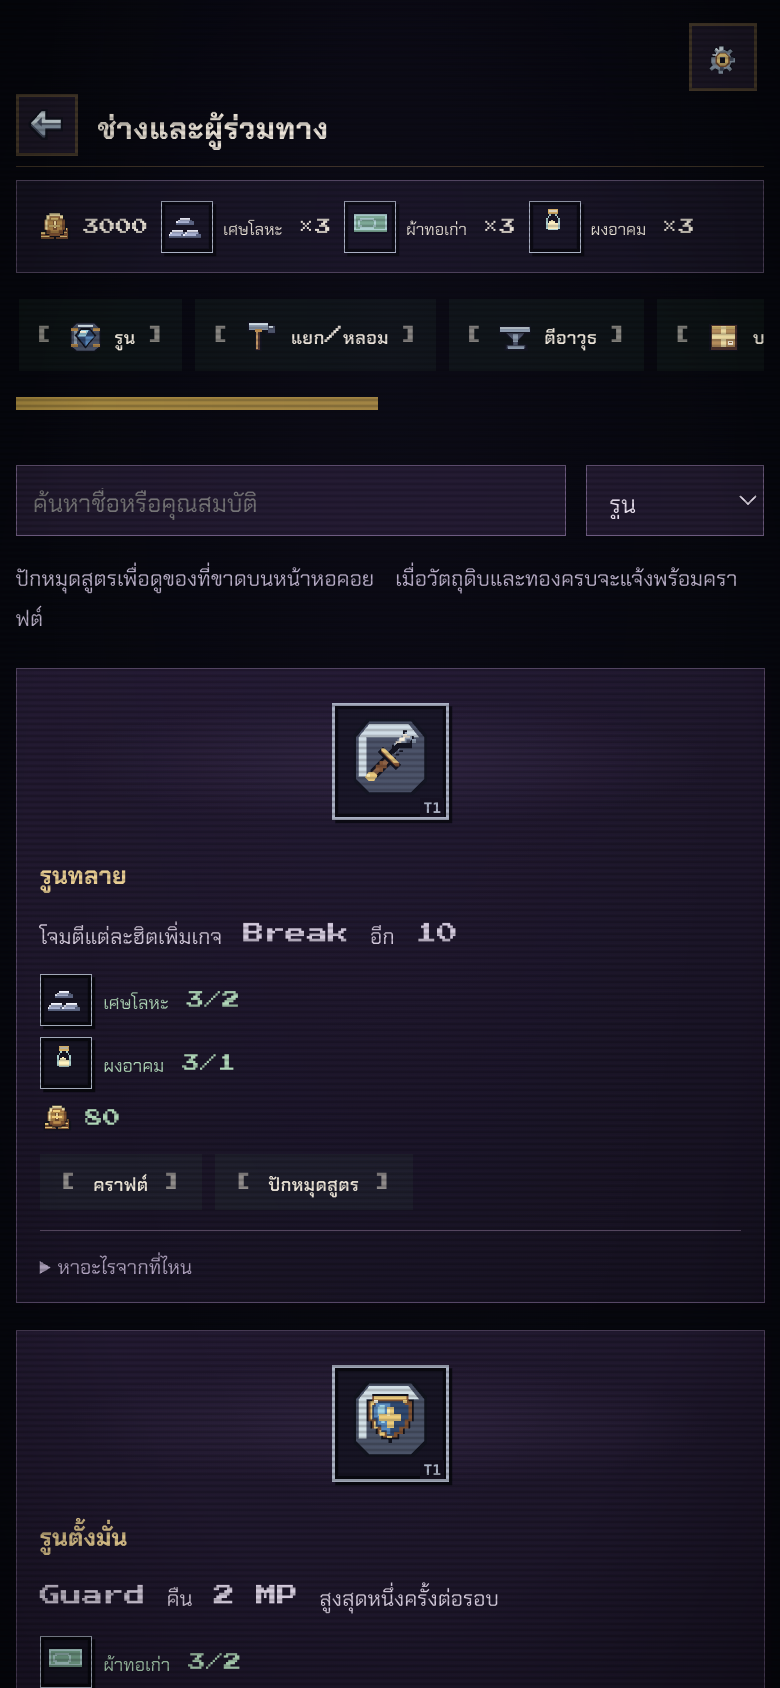 ช่างและผู้ร่วมทาง
3000 เศษโลหะ ×3 ผ้าทอเก่า ×3 ผงอาคม ×3
[ รูน ] [ แยก/หลอม ] [ ตีอาวุธ ] [ บ
ค้นหาชื่อหรือคุณสมบัติ รูน
ปักหมุดสูตรเพื่อดูของที่ขาดบนหน้าหอคอย เมื่อวัตถุดิบและทองครบจะแจ้งพร้อมครา
ฟต์
T1
รูนทลาย
โจมตีแต่ละฮิตเพิ่มเกจ Break อีก 10
เศษโลหะ 3/2
ผงอาคม 3/1
80
[ คราฟต์ ] [ ปักหมุดสูตร ]
▶ หาอะไรจากที่ไหน
T1
รูนตั้งมั่น
Guard คืน 2 MP สูงสุดหนึ่งครั้งต่อรอบ
ผ้าทอเก่า 3/2